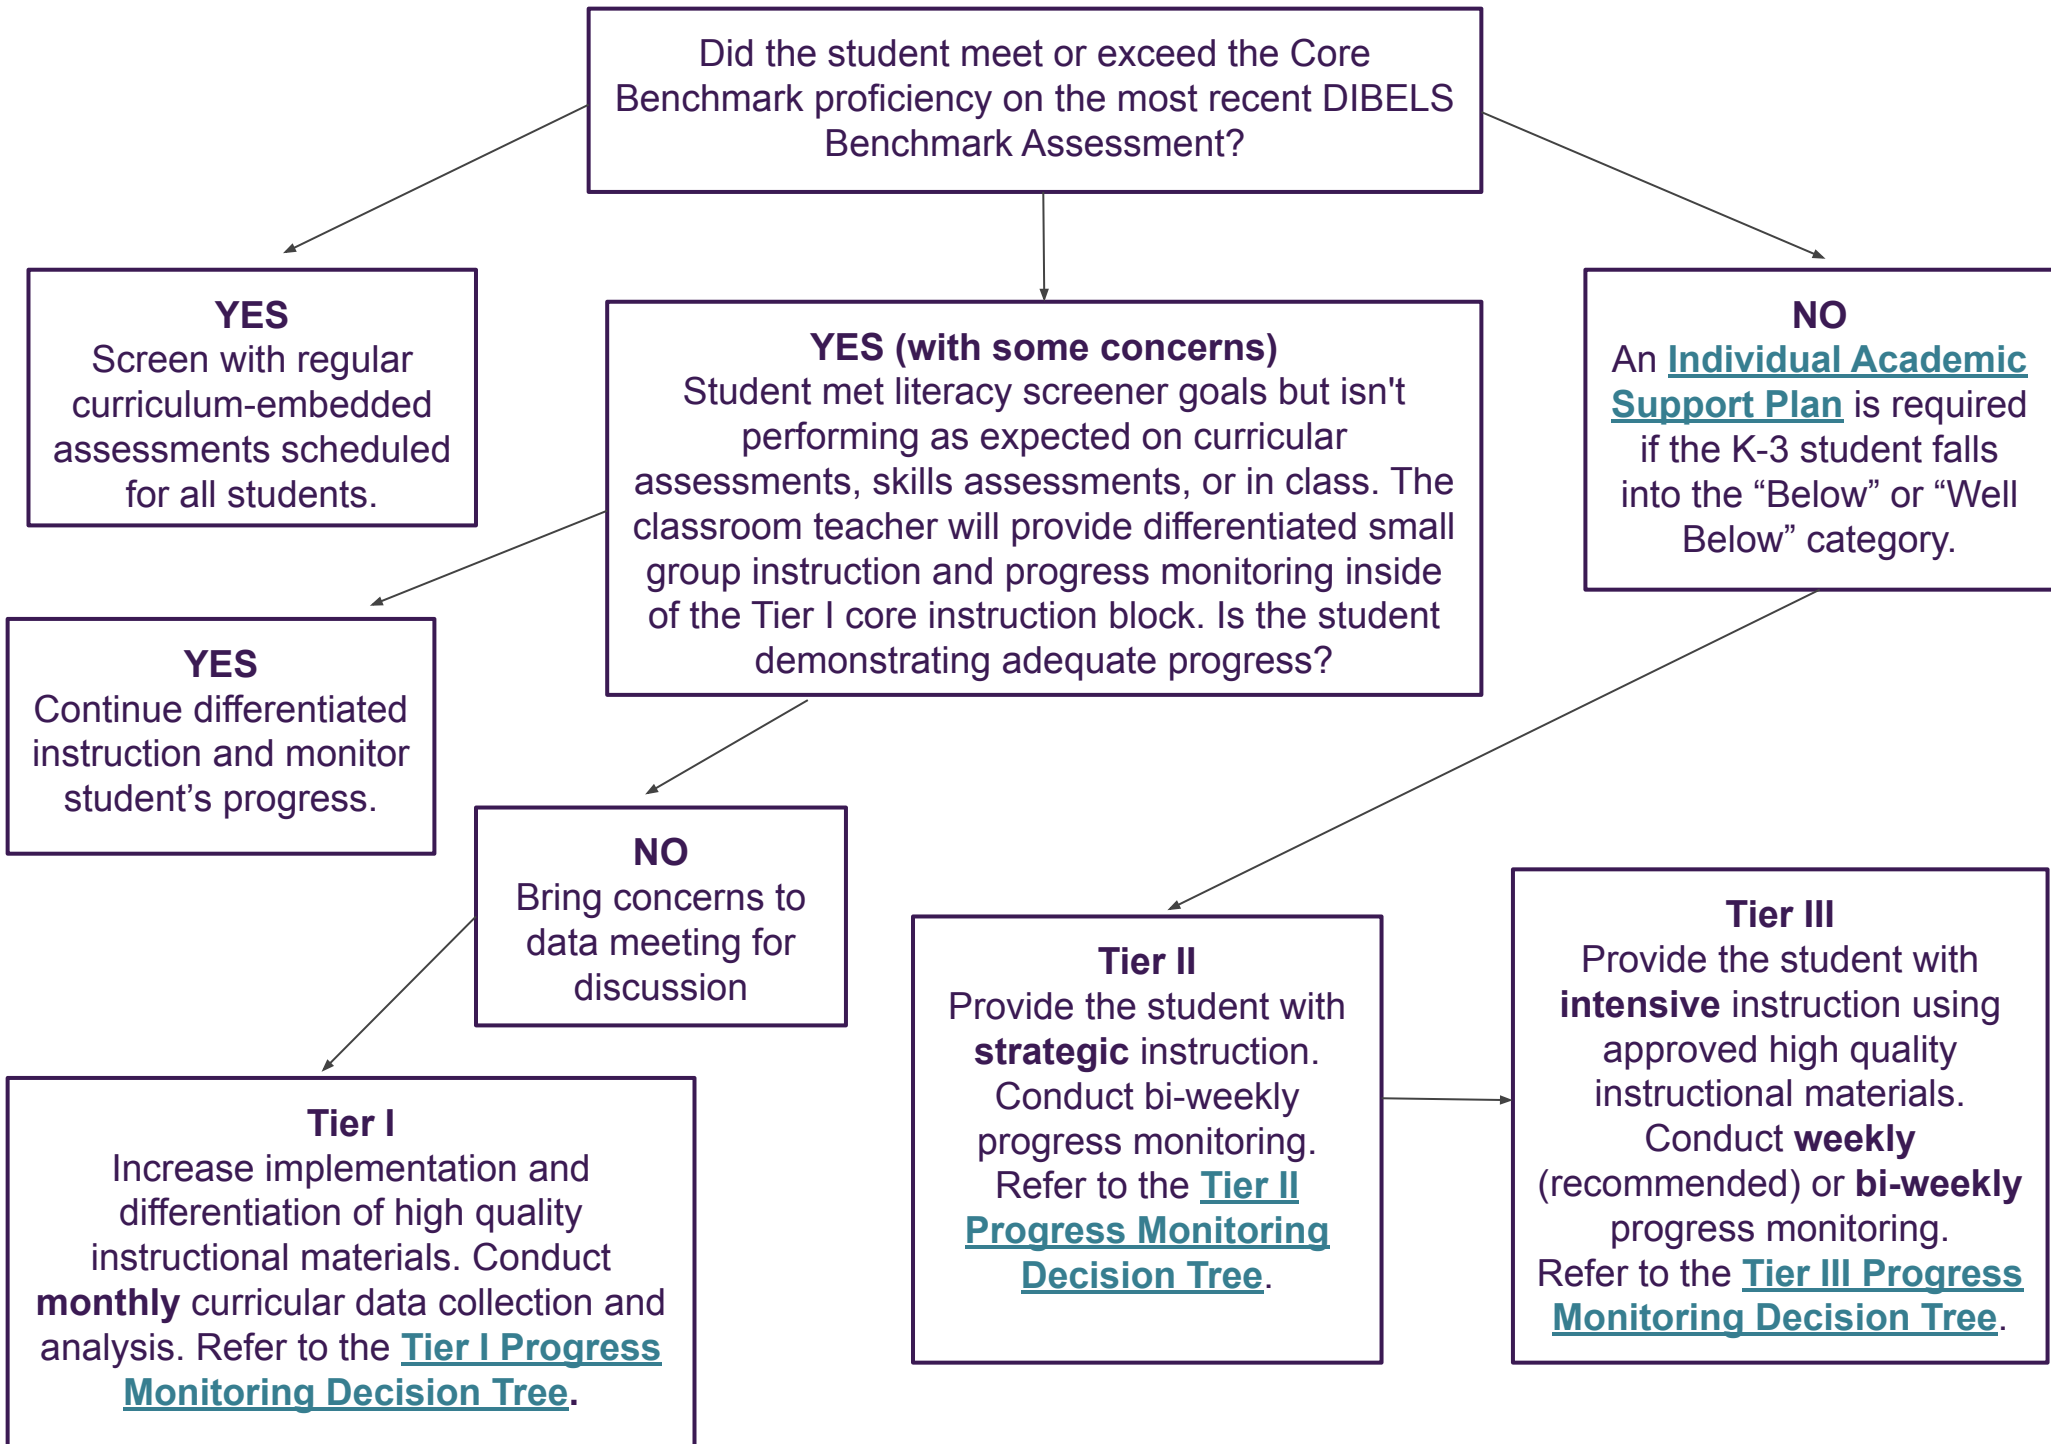 Did the student meet or exceed the Core
Benchmark proficiency on the most recent DIBELS
Benchmark Assessment?
YES
Screen with regular
curriculum-embedded
assessments scheduled
for all students.
YES (with some concerns)
Student met literacy screener goals but isn't
performing as expected on curricular
assessments, skills assessments, or in class. The
classroom teacher will provide differentiated small
group instruction and progress monitoring inside
of the Tier I core instruction block. Is the student
demonstrating adequate progress?
NO
An Individual Academic
Support Plan is required
if the K-3 student falls
into the “Below” or “Well
Below” category.
YES
Continue differentiated
instruction and monitor
student’s progress.
NO
Bring concerns to
data meeting for
discussion
Tier I
Increase implementation and
differentiation of high quality
instructional materials. Conduct
monthly curricular data collection and
analysis. Refer to the Tier I Progress
Monitoring Decision Tree.
Tier II
Provide the student with
strategic instruction.
Conduct bi-weekly
progress monitoring.
Refer to the Tier II
Progress Monitoring
Decision Tree.
Tier III
Provide the student with
intensive instruction using
approved high quality
instructional materials.
Conduct weekly
(recommended) or bi-weekly
progress monitoring.
Refer to the Tier III Progress
Monitoring Decision Tree.